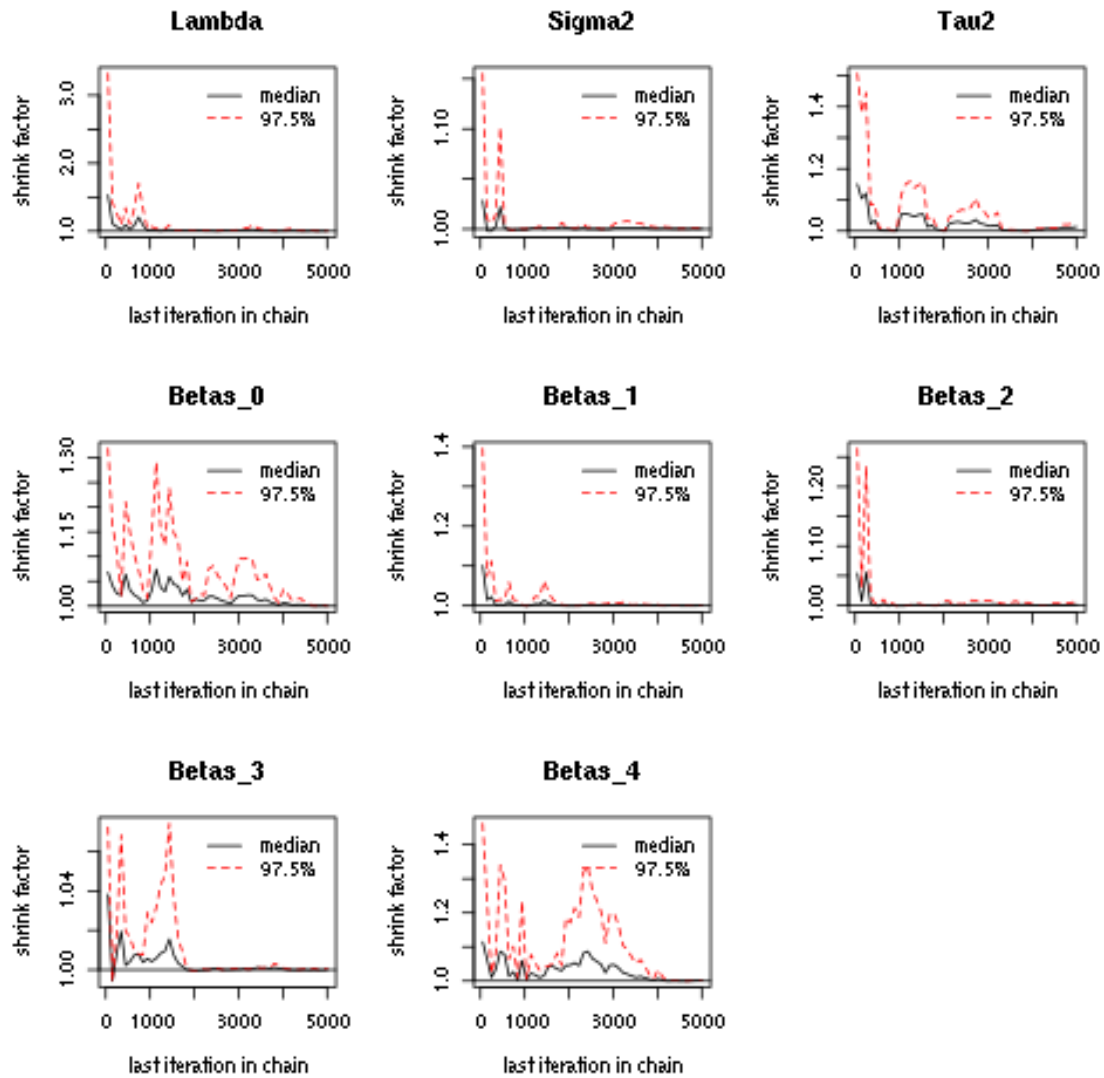 Lambda
shrink factor
3.0
2.0
1.0
median
97.5%
0 1000 3000 5000
last iteration in chain
Sigma2
shrink factor
1.10
1.00
median
97.5%
0 1000 3000 5000
last iteration in chain
Tau2
shrink factor
1.4
1.2
1.0
median
97.5%
0 1000 3000 5000
last iteration in chain
Betas_0
shrink factor
1.30
1.15
1.00
median
97.5%
0 1000 3000 5000
last iteration in chain
Betas_1
shrink factor
1.4
1.2
1.0
median
97.5%
0 1000 3000 5000
last iteration in chain
Betas_2
shrink factor
1.20
1.10
1.00
median
97.5%
0 1000 3000 5000
last iteration in chain
Betas_3
shrink factor
1.04
1.00
median
97.5%
0 1000 3000 5000
last iteration in chain
Betas_4
shrink factor
1.4
1.2
1.0
median
97.5%
0 1000 3000 5000
last iteration in chain